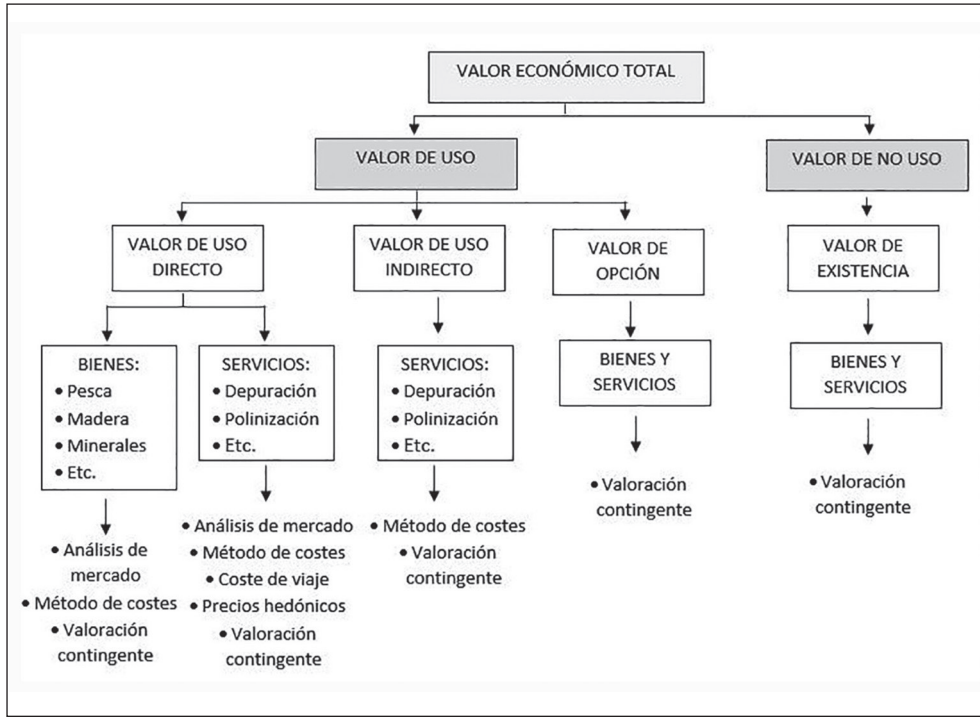 VALOR ECONÓMICO TOTAL
VALOR DE USO
VALOR DE NO USO
VALOR DE USO
DIRECTO
VALOR DE USO
INDIRECTO
VALOR DE
OPCIÓN
VALOR DE
EXISTENCIA
BIENES:
• Pesca
• Madera
• Minerales
• Etc.
SERVICIOS:
• Depuración
• Polinización
• Etc.
SERVICIOS:
• Depuración
• Polinización
• Etc.
BIENES Y
SERVICIOS
BIENES Y
SERVICIOS
• Análisis de
mercado
• Método de costes
• Valoración
contingente
• Análisis de mercado
• Método de costes
• Coste de viaje
• Precios hedónicos
• Valoración
contingente
• Método de costes
• Valoración
contingente
• Valoración
contingente
• Valoración
contingente